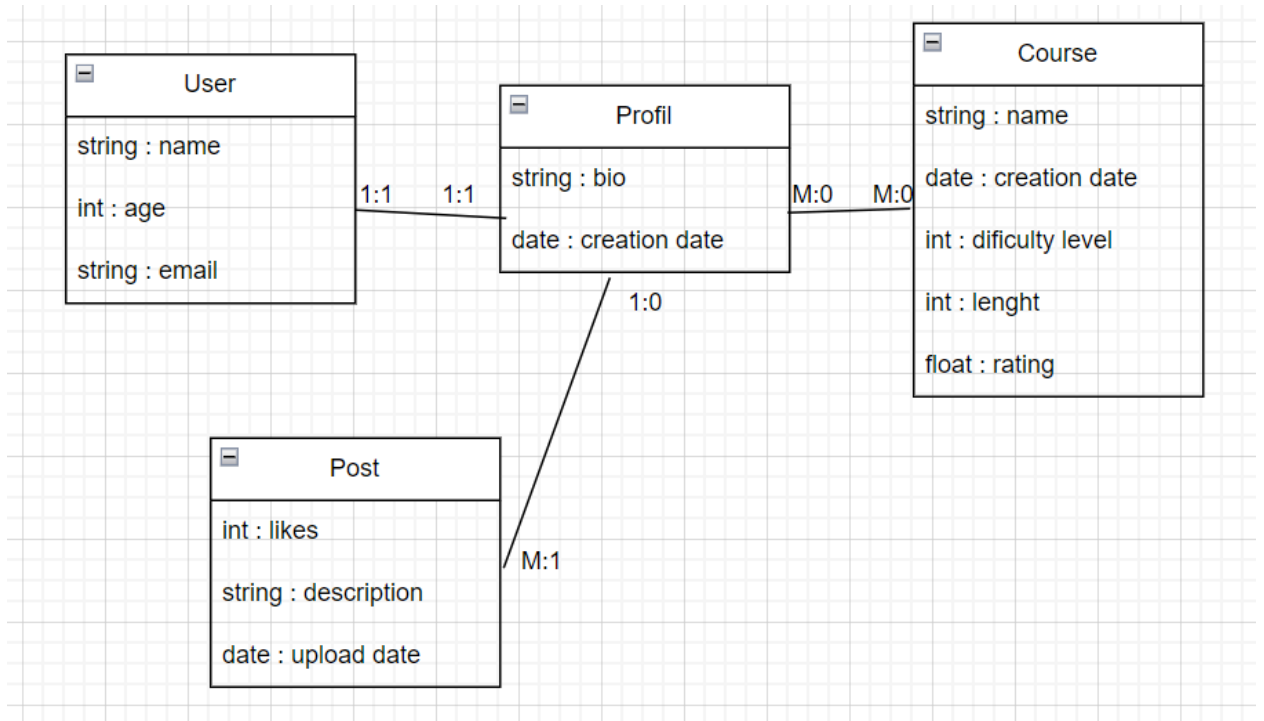 User
string : name
int : age
string : email
1:1
1:1
Profil
string : bio
date : creation date
M:0
M:0
Course
string : name
date : creation date
int : dificulty level
int : lenght
float : rating
1:0
M:1
Post
int : likes
string : description
date : upload date